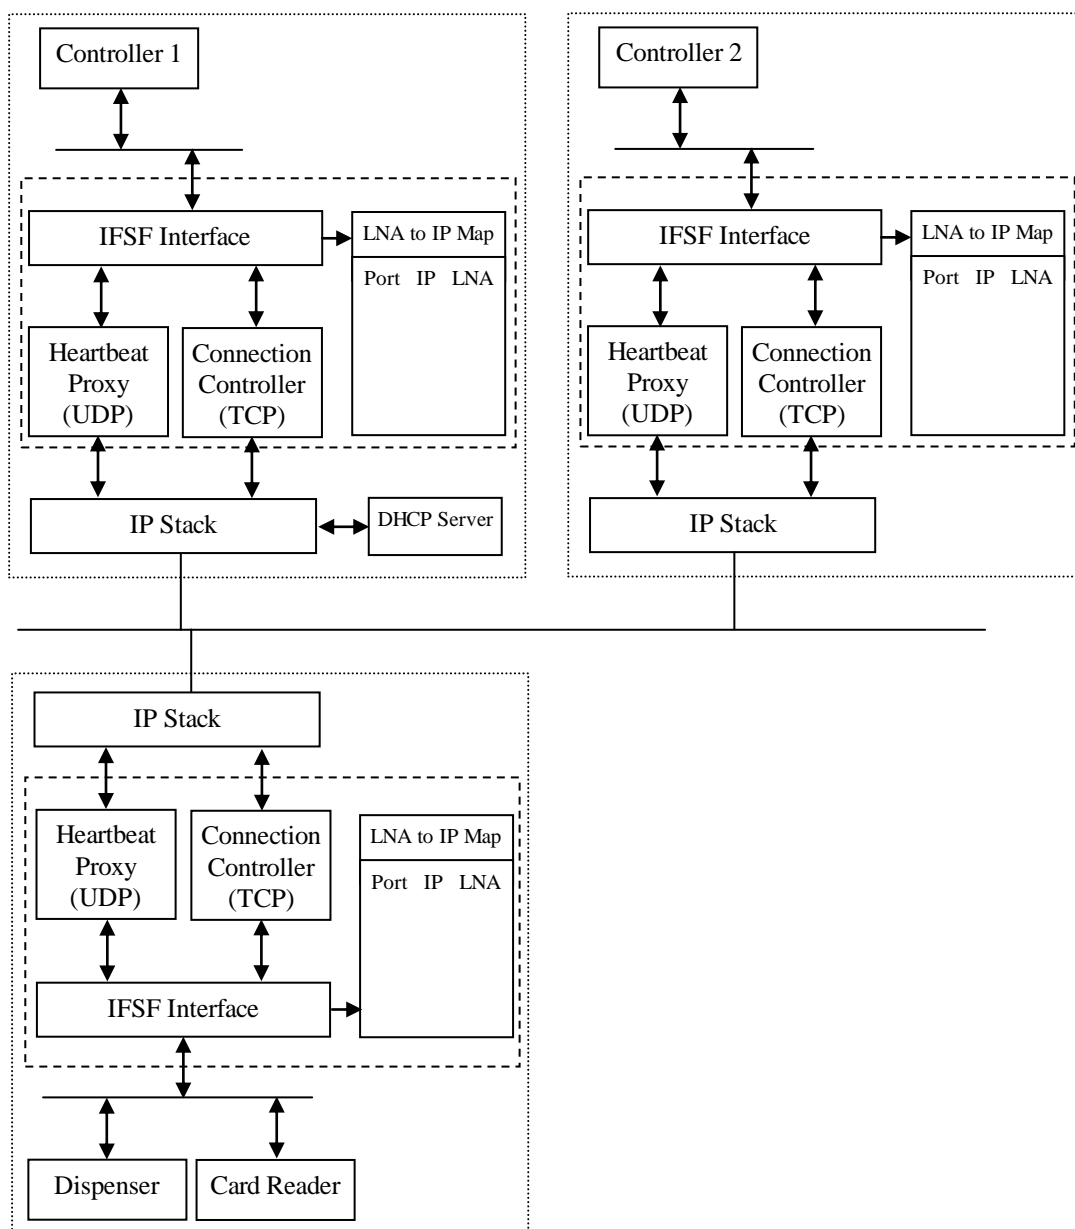 Controller 1
IFSF Interface
LNA to IP Map
Port IP LNA
Heartbeat
Proxy
(UDP)
Connection
Controller
(TCP)
IP Stack
DHCP Server
Controller 2
IFSF Interface
LNA to IP Map
Port IP LNA
Heartbeat
Proxy
(UDP)
Connection
Controller
(TCP)
IP Stack
IP Stack
Heartbeat
Proxy
(UDP)
Connection
Controller
(TCP)
LNA to IP Map
Port IP LNA
IFSF Interface
Dispenser
Card Reader